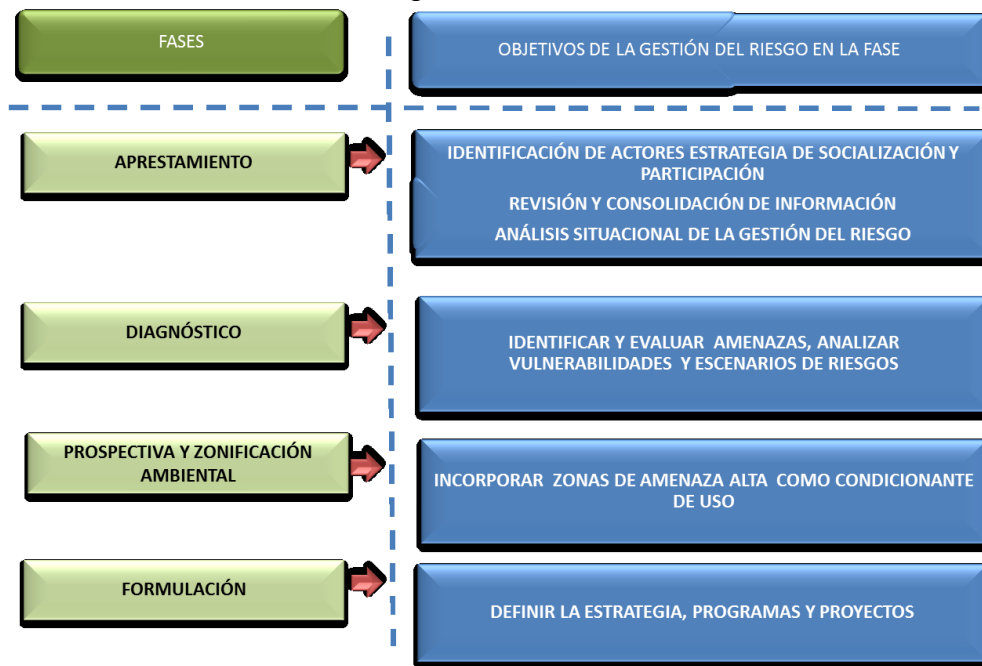 FASES
OBJETIVOS DE LA GESTIÓN DEL RIESGO EN LA FASE
APRESTAMIENTO
IDENTIFICACIÓN DE ACTORES ESTRATEGIA DE SOCIALIZACIÓN Y
PARTICIPACIÓN
REVISIÓN Y CONSOLIDACIÓN DE INFORMACIÓN
ANÁLISIS SITUACIONAL DE LA GESTIÓN DEL RIESGO
DIAGNÓSTICO
IDENTIFICAR Y EVALUAR AMENAZAS, ANALIZAR
VULNERABILIDADES Y ESCENARIOS DE RIESGOS
PROSPECTIVA Y ZONIFICACIÓN
AMBIENTAL
INCORPORAR ZONAS DE AMENAZA ALTA COMO CONDICIONANTE
DE USO
FORMULACIÓN
DEFINIR LA ESTRATEGIA, PROGRAMAS Y PROYECTOS